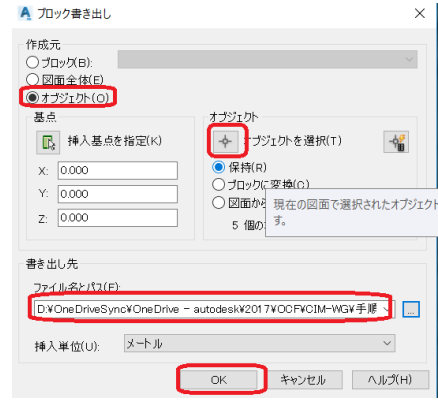 ブロック書き出し
作成元
ブロック(B):
図面全体(E)
オブジェクト(O)
基点
挿入基点を指定(K)
X: 0.000
Y: 0.000
Z: 0.000
オブジェクト
オブジェクトを選択(T)
保持(R)
ブロックに変換(C)
図面か
5 個の
現在の図面で選択されたオブジェクト
す。
書き出し先
ファイル名とパス(F):
D:¥OneDriveSync¥OneDrive - autodesk¥2017¥OCF¥CIM-WG¥手順
...
挿入単位(U): メートル
OK キャンセル ヘルプ(H)